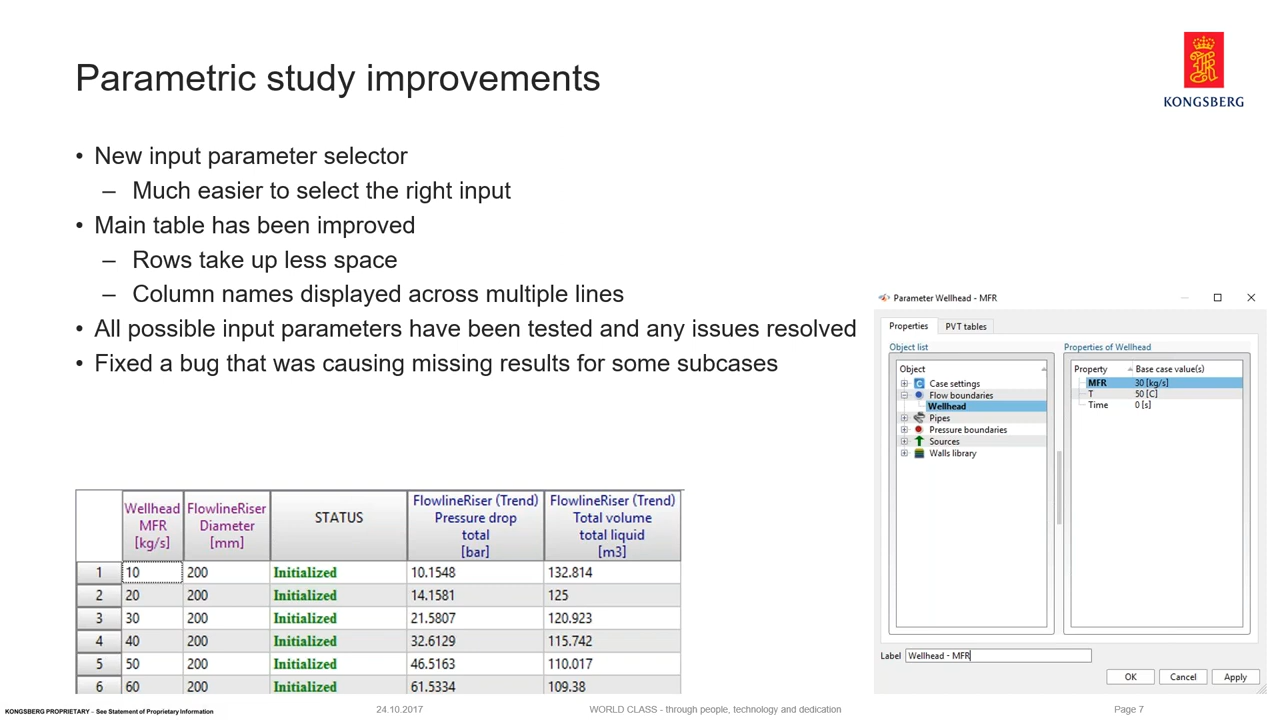 Parametric study improvements
KONGSBERG
• New input parameter selector
– Much easier to select the right input
• Main table has been improved
– Rows take up less space
– Column names displayed across multiple lines
• All possible input parameters have been tested and any issues resolved
• Fixed a bug that was causing missing results for some subcases
Parameter Wellhead - MFR
Properties PVT tables
Object list Properties of Wellhead
Object Property Base case value(s)
Case settings MFR 30 [kg/s]
Flow boundaries T 50 [C]
Wellhead Time 0 [s]
Pipes
Pressure boundaries
Sources
Walls library
Label Wellhead - MFR
OK Cancel Apply
Wellhead FlowlineRiser STATUS FlowlineRiser (Trend) FlowlineRiser (Trend)
MFR Diameter Pressure drop Total volume
[kg/s] [mm] total total liquid
[bar] [m3]
1 10 200 Initialized 10.1548 132.814
2 20 200 Initialized 14.1581 125
3 30 200 Initialized 21.5807 120.923
4 40 200 Initialized 32.6129 115.742
5 50 200 Initialized 46.5163 110.017
6 60 200 Initialized 61.5334 109.38
KONGSBERG PROPRIETARY – See Statement of Proprietary Information
24.10.2017
WORLD CLASS - through people, technology and dedication
Page 7